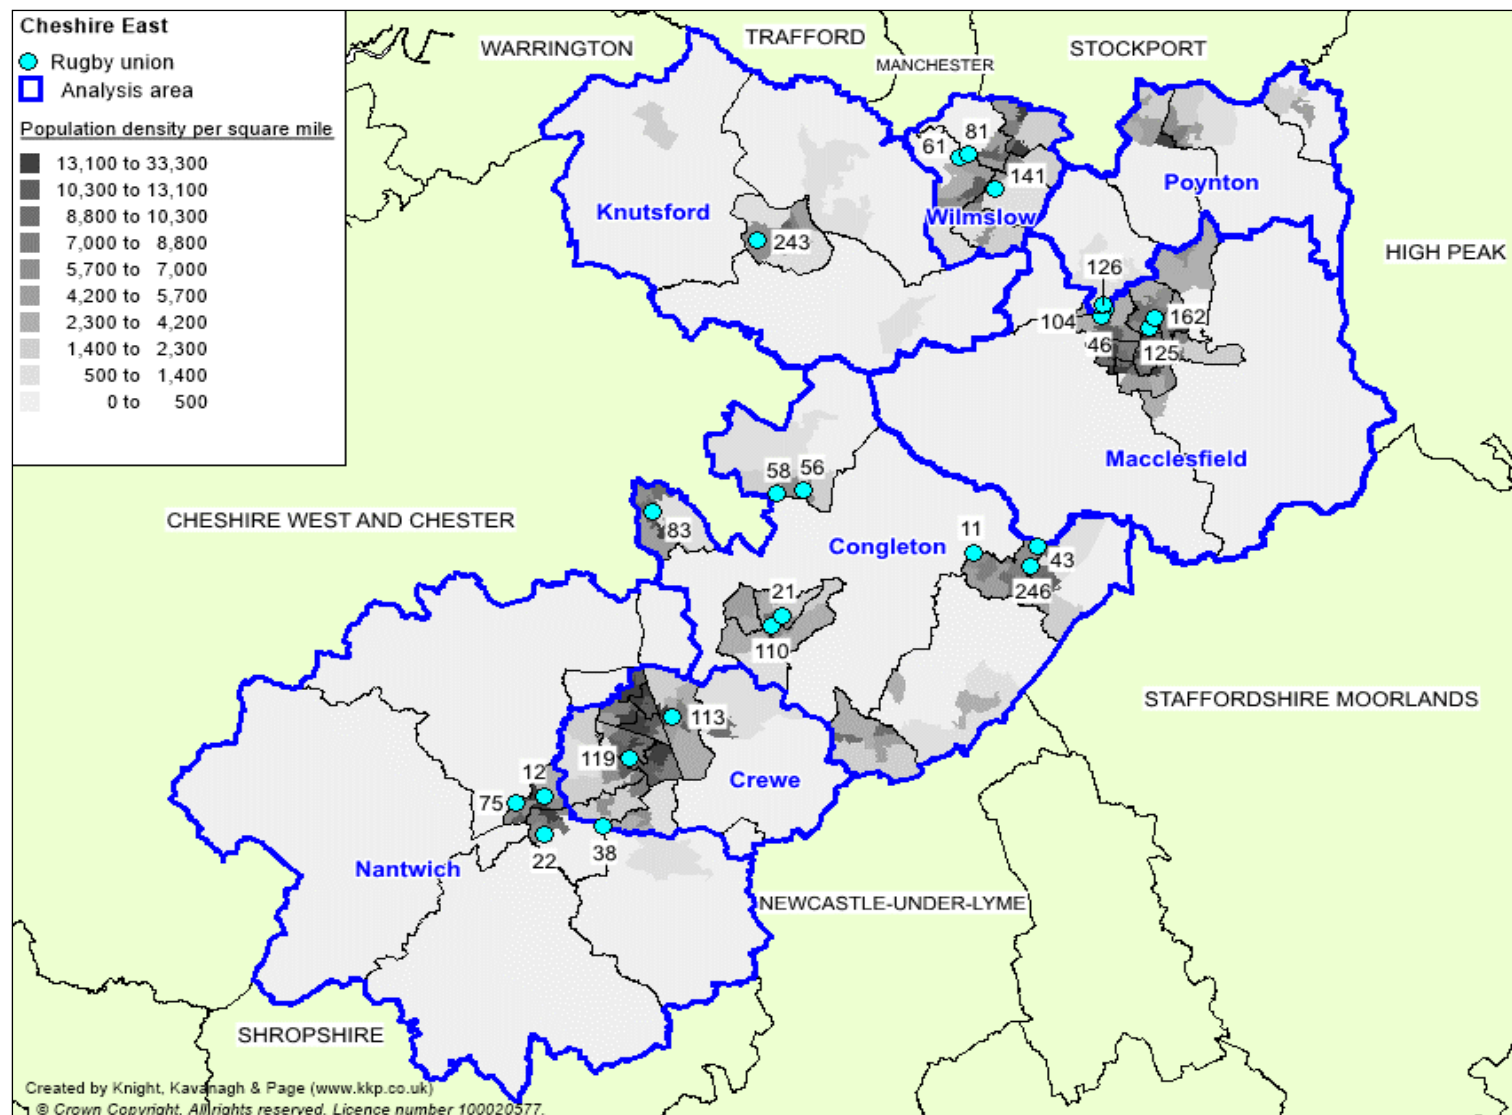 Cheshire East
Rugby union
Analysis area
Population density per square mile
13,100 to 33,300
10,300 to 13,100
8,800 to 10,300
7,000 to 8,800
5,700 to 7,000
4,200 to 5,700
2,300 to 4,200
1,400 to 2,300
500 to 1,400
0 to 500
WARRINGTON
TRAFFORD
MANCHESTER
STOCKPORT
81
61
141
Poynton
Knutsford
Wilmslow
243
HIGH PEAK
126
104
162
46
125
Macclesfield
58
56
CHESHIRE WEST AND CHESTER
83
11
Congleton
43
246
21
110
STAFFORDSHIRE MOORLANDS
113
119
12
Crewe
75
22
38
Nantwich
NEWCASTLE-UNDER-LYME
SHROPSHIRE
Created by Knight, Kavanagh & Page (www.kkp.co.uk)
© Crown Copyright. All rights reserved. Licence number 100020577.